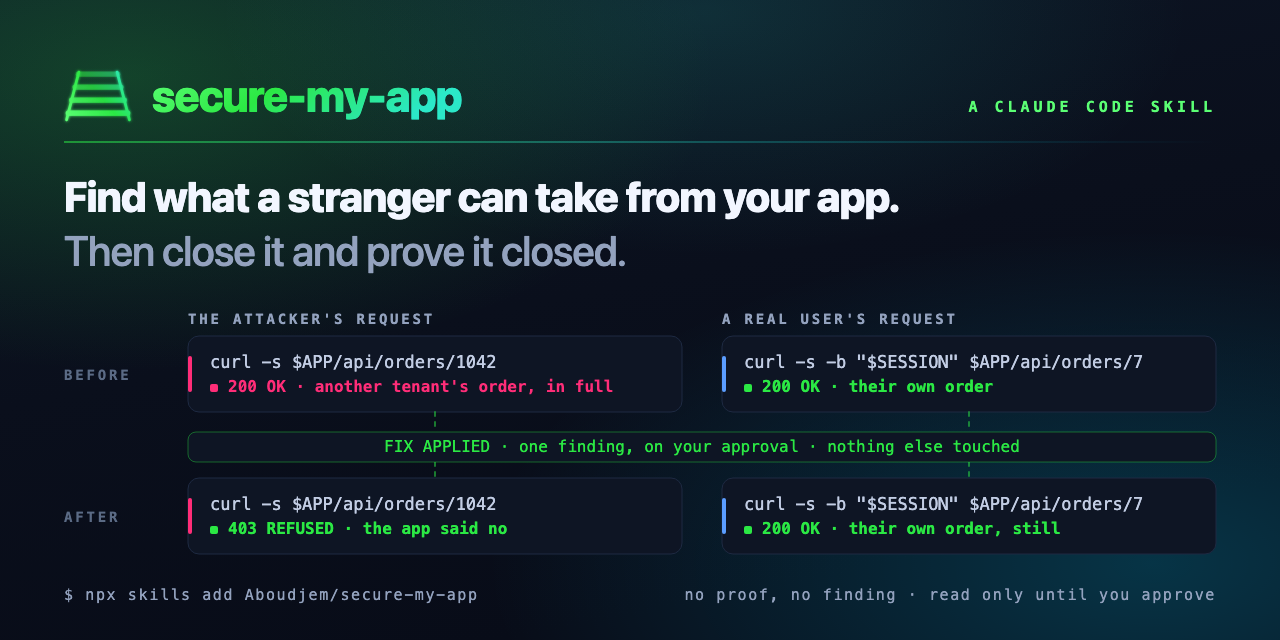 secure-my-app
A CLAUDE CODE SKILL
Find what a stranger can take from your app.
Then close it and prove it closed.
THE ATTACKER'S REQUEST
A REAL USER'S REQUEST
BEFORE
curl -s $APP/api/orders/1042
200 OK · another tenant's order, in full
curl -s -b "$SESSION" $APP/api/orders/7
200 OK · their own order
FIX APPLIED · one finding, on your approval · nothing else touched
AFTER
curl -s $APP/api/orders/1042
403 REFUSED · the app said no
curl -s -b "$SESSION" $APP/api/orders/7
200 OK · their own order, still
$ npx skills add Aboudjem/secure-my-app
no proof, no finding · read only until you approve